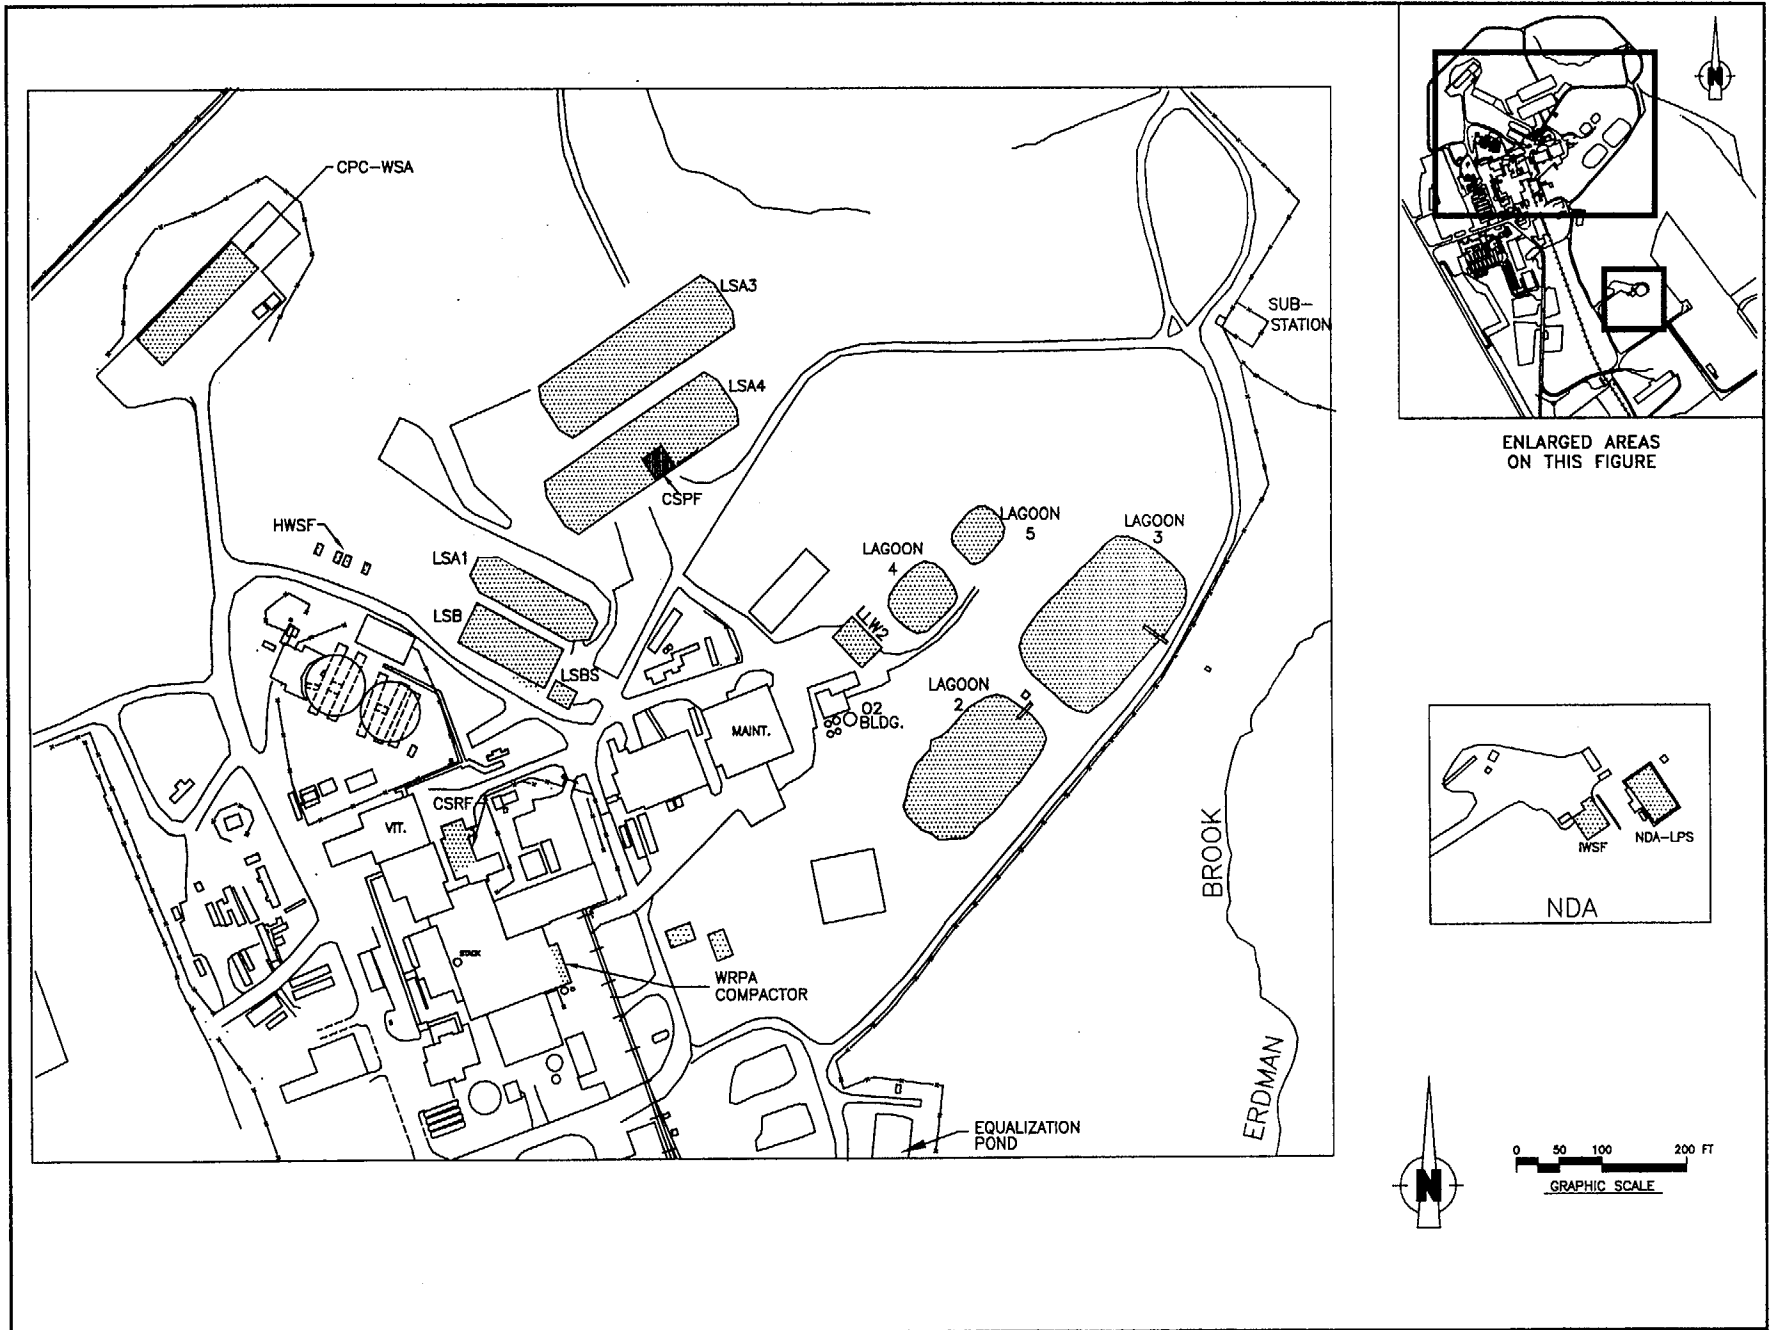 N
CPC-WSA
LSA3
SUB-
STATION
LSA4
ENLARGED AREAS
ON THIS FIGURE
CSPF
LAGOON
5
LAGOON
3
HWSF
LAGOON
4
LSA1
LSB
LLW2
LSBS
LAGOON
2
02
BLDG.
MAINT.
CSRF
VIT.
BROOK
IWSF
NDA-LPS
NDA
STACK
WRPA
COMPACTOR
ERDMAN
EQUALIZATION
POND
N
0 50 100 200 FT
GRAPHIC SCALE